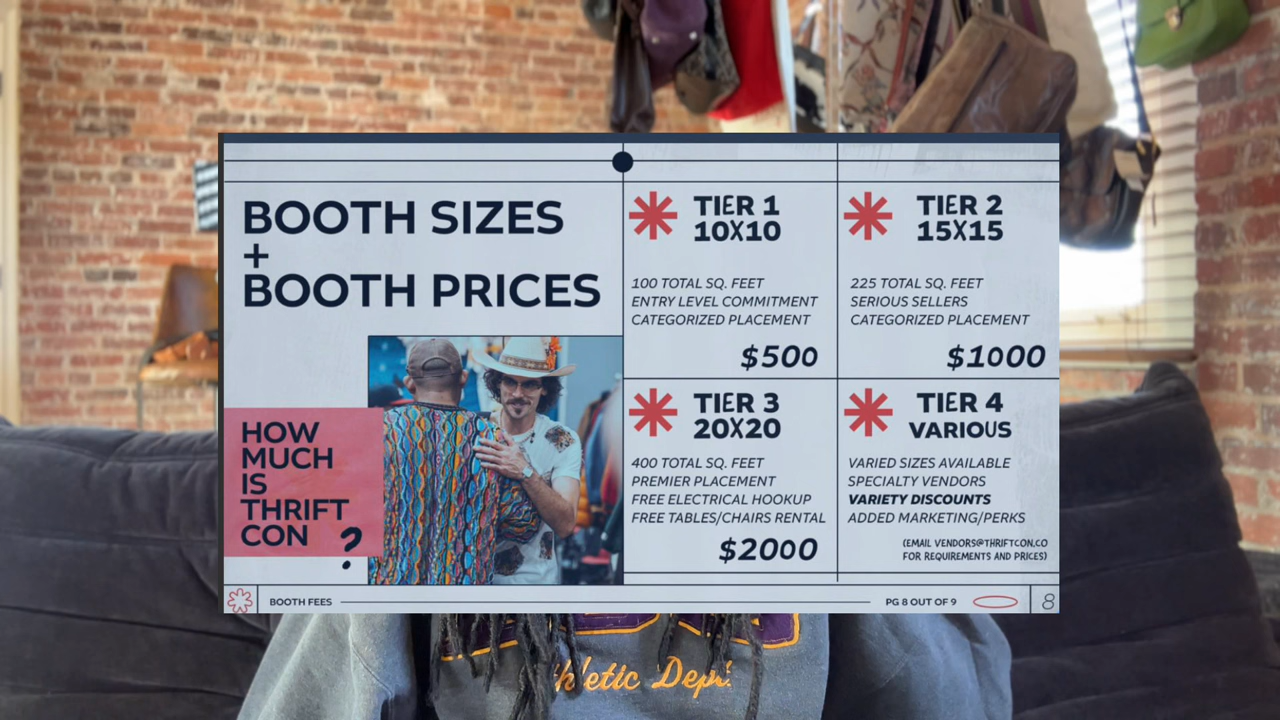 BOOTH SIZES
+
BOOTH PRICES
HOW
MUCH
IS
THRIFT
CON ?
TIER 1
10X10
100 TOTAL SQ. FEET
ENTRY LEVEL COMMITMENT
CATEGORIZED PLACEMENT
$500
TIER 2
15X15
225 TOTAL SQ. FEET
SERIOUS SELLERS
CATEGORIZED PLACEMENT
$1000
TIER 3
20X20
400 TOTAL SQ. FEET
PREMIER PLACEMENT
FREE ELECTRICAL HOOKUP
FREE TABLES/CHAIRS RENTAL
$2000
TIER 4
VARIOUS
VARIED SIZES AVAILABLE
SPECIALTY VENDORS
VARIETY DISCOUNTS
ADDED MARKETING/PERKS
(EMAIL VENDORS@THRIFTCON.CO
FOR REQUIREMENTS AND PRICES)
BOOTH FEES
PG 8 OUT OF 9
8
Athletic Dept.